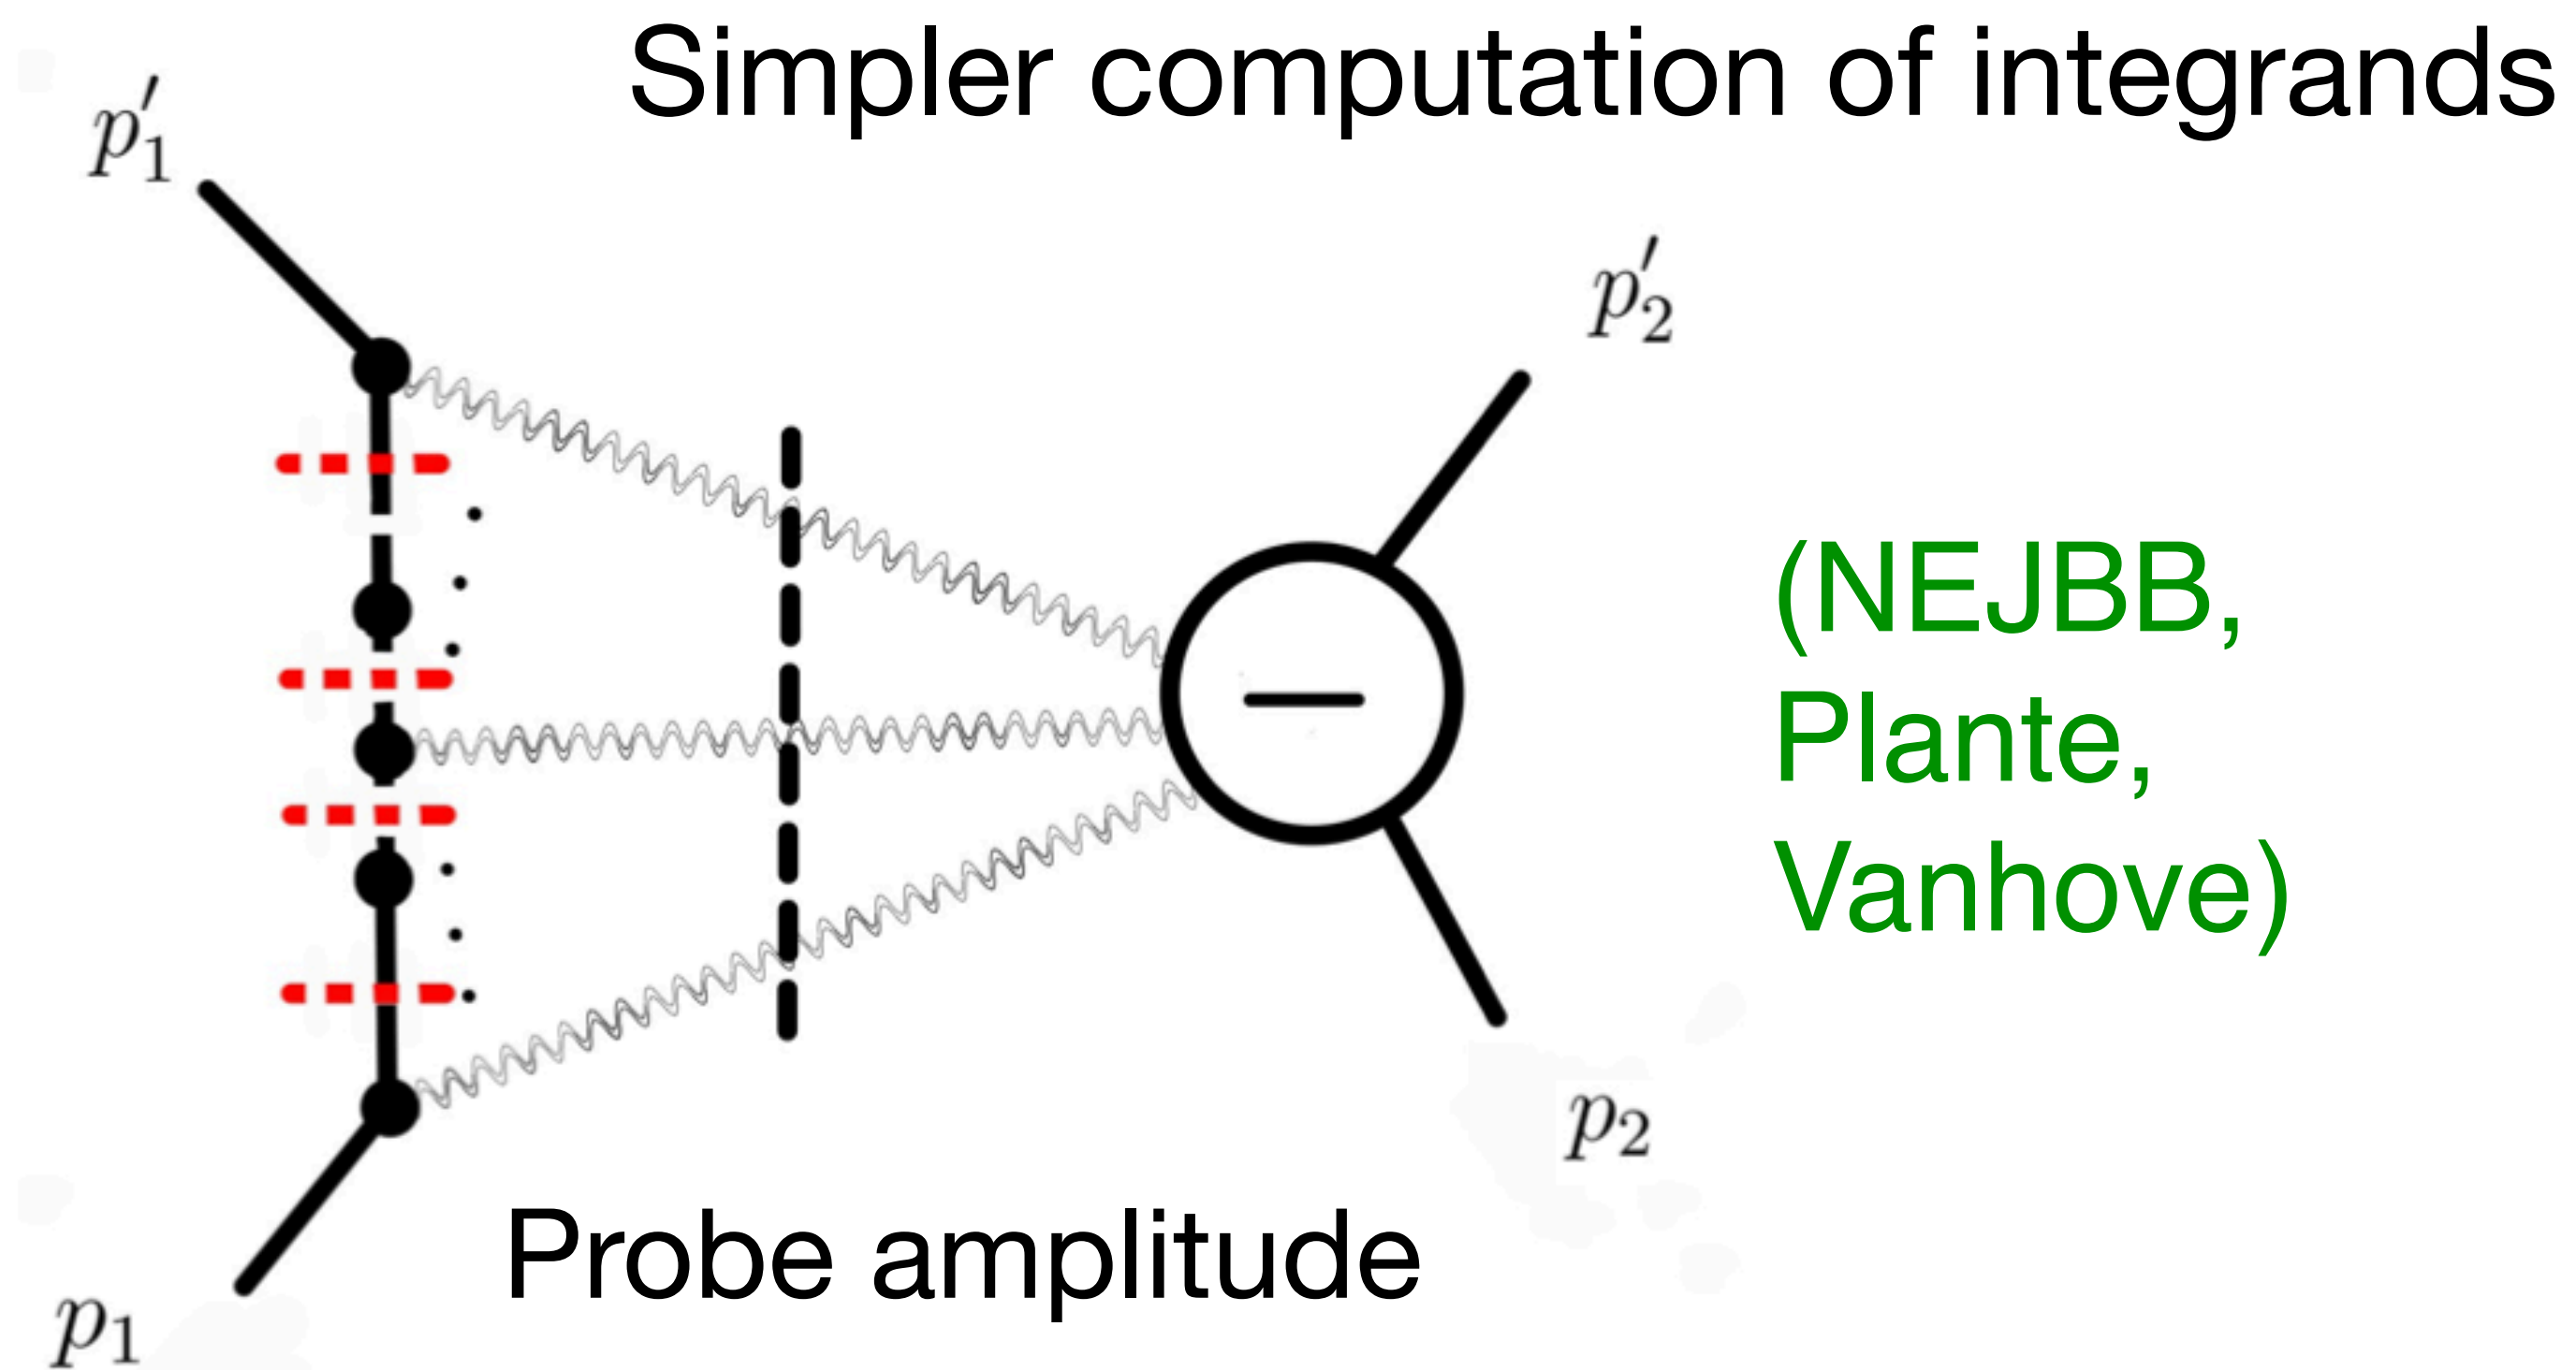 Simpler computation of integrands
p′₁
p′₂
(NEJBB,
Plante,
Vanhove)
p₂
Probe amplitude
p₁